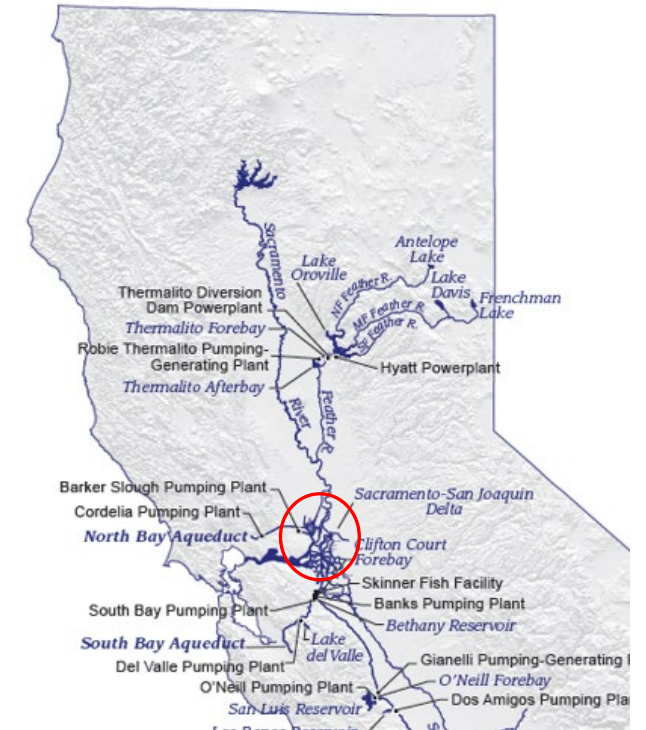 Antelope
Lake
Lake
Oroville
Sacramento
NF Feather R.
Lake
Davis
Frenchman
Lake
MF Feather R.
SF Feather R.
Thermalito Diversion
Dam Powerplant
Thermalito Forebay
Robie Thermalito Pumping-
Generating Plant
Hyatt Powerplant
Thermalito Afterbay
River
Feather R.
Barker Slough Pumping Plant
Sacramento-San Joaquin
Delta
Cordelia Pumping Plant
North Bay Aqueduct
Clifton Court
Forebay
Skinner Fish Facility
Banks Pumping Plant
South Bay Pumping Plant
Bethany Reservoir
South Bay Aqueduct
Lake
del Valle
Del Valle Pumping Plant
Gianelli Pumping-Generating
O'Neill Pumping Plant
O'Neill Forebay
San Luis Reservoir
Dos Amigos Pumping Pla